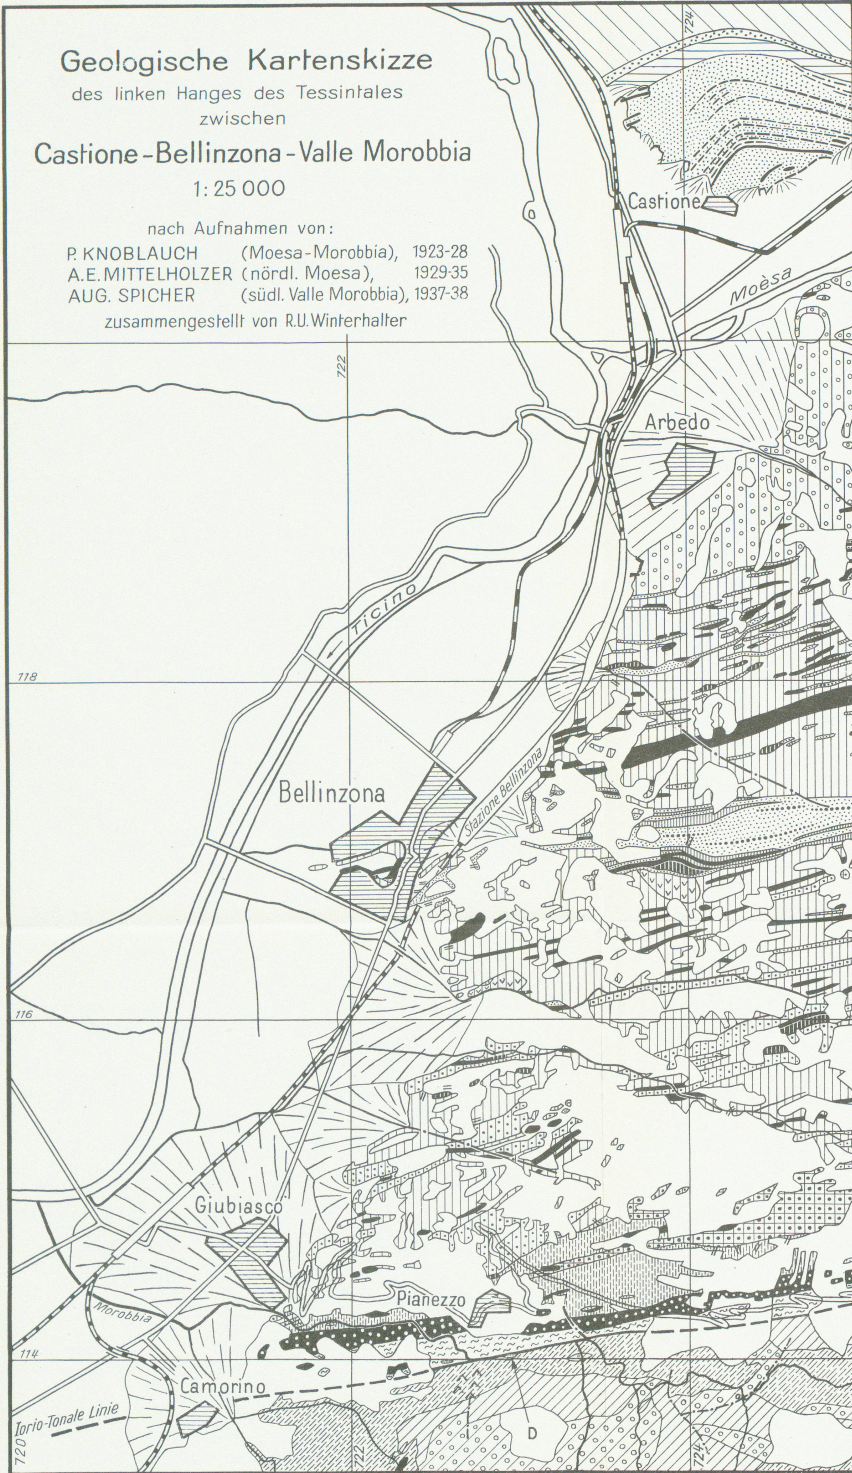 Geologische Kartenskizze
des linken Hanges des Tessintales
zwischen
Castione-Bellinzona-Valle Morobbia
1:25 000
nach Aufnahmen von:
P. KNOBLAUCH (Moesa-Morobbia), 1923-28
A.E. MITTELHOLZER (nördl. Moesa), 1929-35
AUG. SPICHER (südl. Valle Morobbia), 1937-38
zusammengestellt von R.U. Winterhalter
724
Castione
Moèsa
722
Arbedo
Ticino
118
Bellinzona
Stazione Bellinzona
116
Giubiasco
Morobbia
Pianezzo
114
Camorino
Iorio-Tonale Linie
D
720
722
724